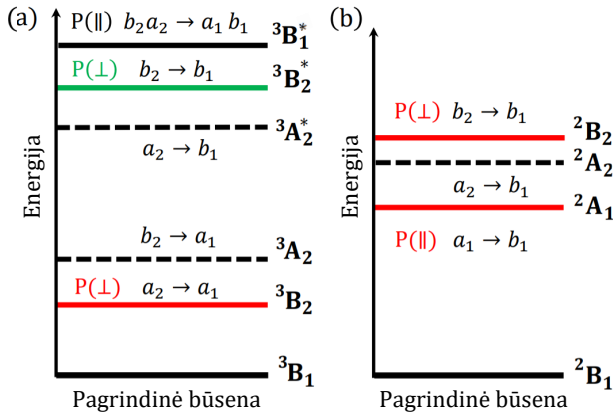 (a)
P(∥) b₂a₂ → a₁ b₁
³B₁*
P(⊥) b₂ → b₁
³B₂*
³A₂*
a₂ → b₁
b₂ → a₁
³A₂
P(⊥) a₂ → a₁
³B₂
³B₁
Energija
Pagrindinė būsena
(b)
P(⊥) b₂ → b₁
²B₂
²A₂
a₂ → b₁
²A₁
P(∥) a₁ → b₁
²B₁
Energija
Pagrindinė būsena